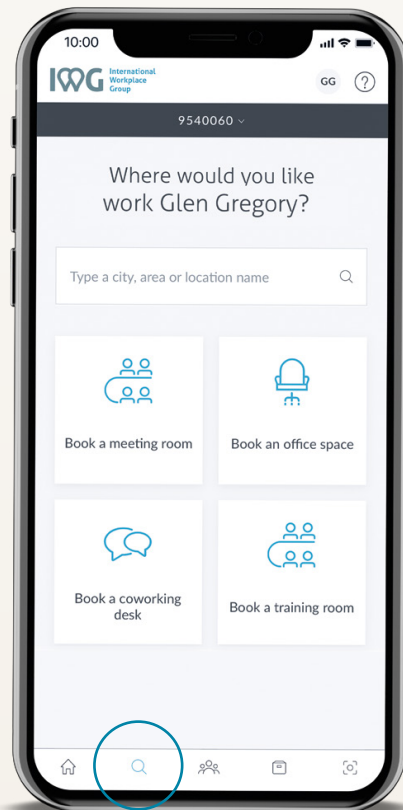 10:00
IWG International
Workplace
Group
GG ?
9540060
Where would you like
work Glen Gregory?
Type a city, area or location name
Book a meeting room
Book an office space
Book a coworking
desk
Book a training room